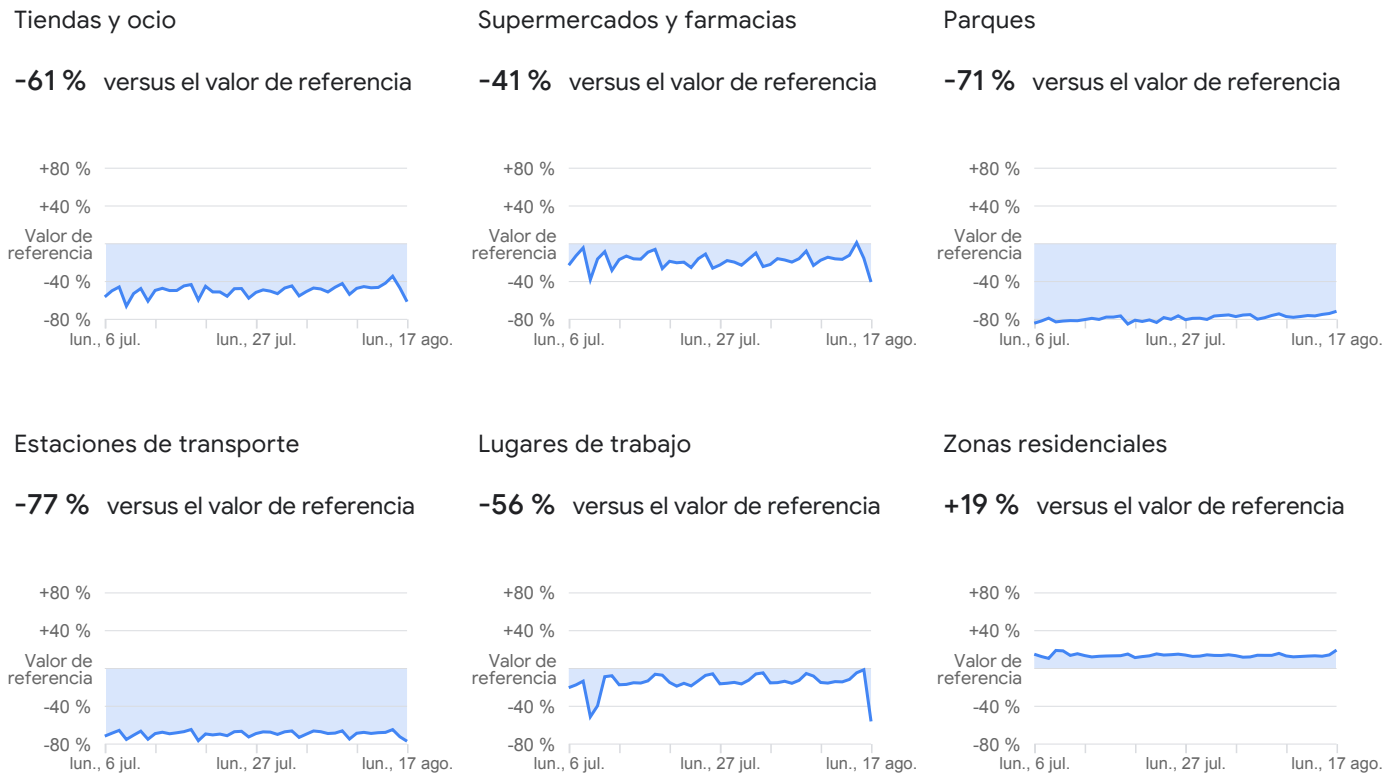 Tiendas y ocio
-61 % versus el valor de referencia
+80 %
+40 %
Valor de
referencia
-40 %
-80 %
lun., 6 jul. lun., 27 jul. lun., 17 ago.
Supermercados y farmacias
-41 % versus el valor de referencia
+80 %
+40 %
Valor de
referencia
-40 %
-80 %
lun., 6 jul. lun., 27 jul. lun., 17 ago.
Parques
-71 % versus el valor de referencia
+80 %
+40 %
Valor de
referencia
-40 %
-80 %
lun., 6 jul. lun., 27 jul. lun., 17 ago.
Estaciones de transporte
-77 % versus el valor de referencia
+80 %
+40 %
Valor de
referencia
-40 %
-80 %
lun., 6 jul. lun., 27 jul. lun., 17 ago.
Lugares de trabajo
-56 % versus el valor de referencia
+80 %
+40 %
Valor de
referencia
-40 %
-80 %
lun., 6 jul. lun., 27 jul. lun., 17 ago.
Zonas residenciales
+19 % versus el valor de referencia
+80 %
+40 %
Valor de
referencia
-40 %
-80 %
lun., 6 jul. lun., 27 jul. lun., 17 ago.